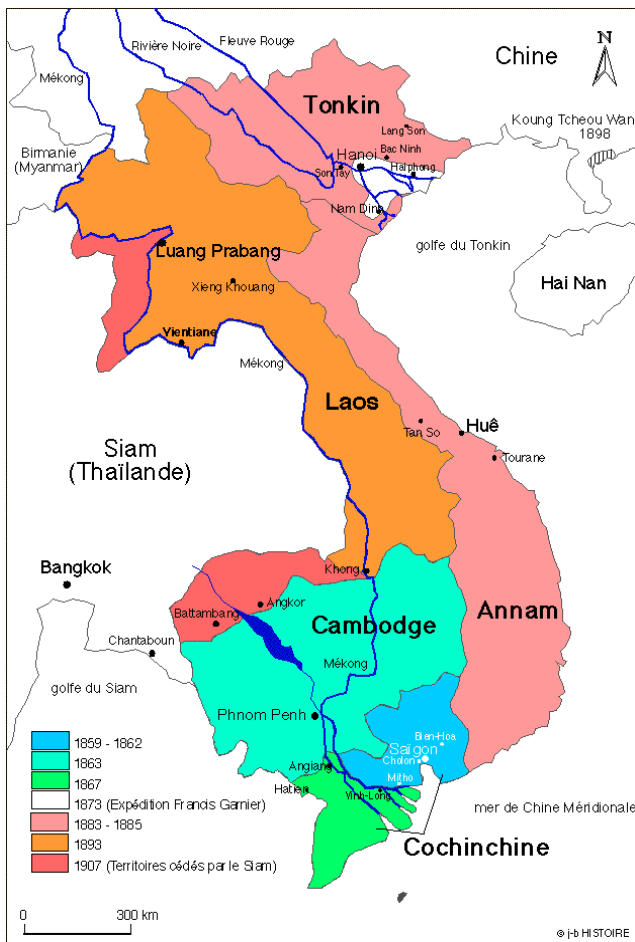 Fleuve Rouge
Rivière Noire
Chine
N
Mékong
Tonkin
Koung Tcheou Wan
1898
Lang Son
Bac Ninh
Birmanie
(Myanmar)
Hanoi
Haïphong
Son Tay
Nam Dinh
golfe du Tonkin
Luang Prabang
Hai Nan
Xieng Khouang
Vientiane
Mékong
Laos
Huê
Tan So
Siam
(Thaïlande)
Tourane
Bangkok
Khong
Angkor
Annam
Battambang
Cambodge
Chantaboun
Mékong
golfe du Siam
Phnom Penh
Bien-Hoa
Saïgon
Cholon
Angiang
Mitho
Hatien
Vinh-Long
mer de Chine Méridionale
Cochinchine
1859 - 1862
1863
1867
1873 (Expédition Francis Garnier)
1883 - 1885
1893
1907 (Territoires cédés par le Siam)
0 300 km
© j-b HISTOIRE